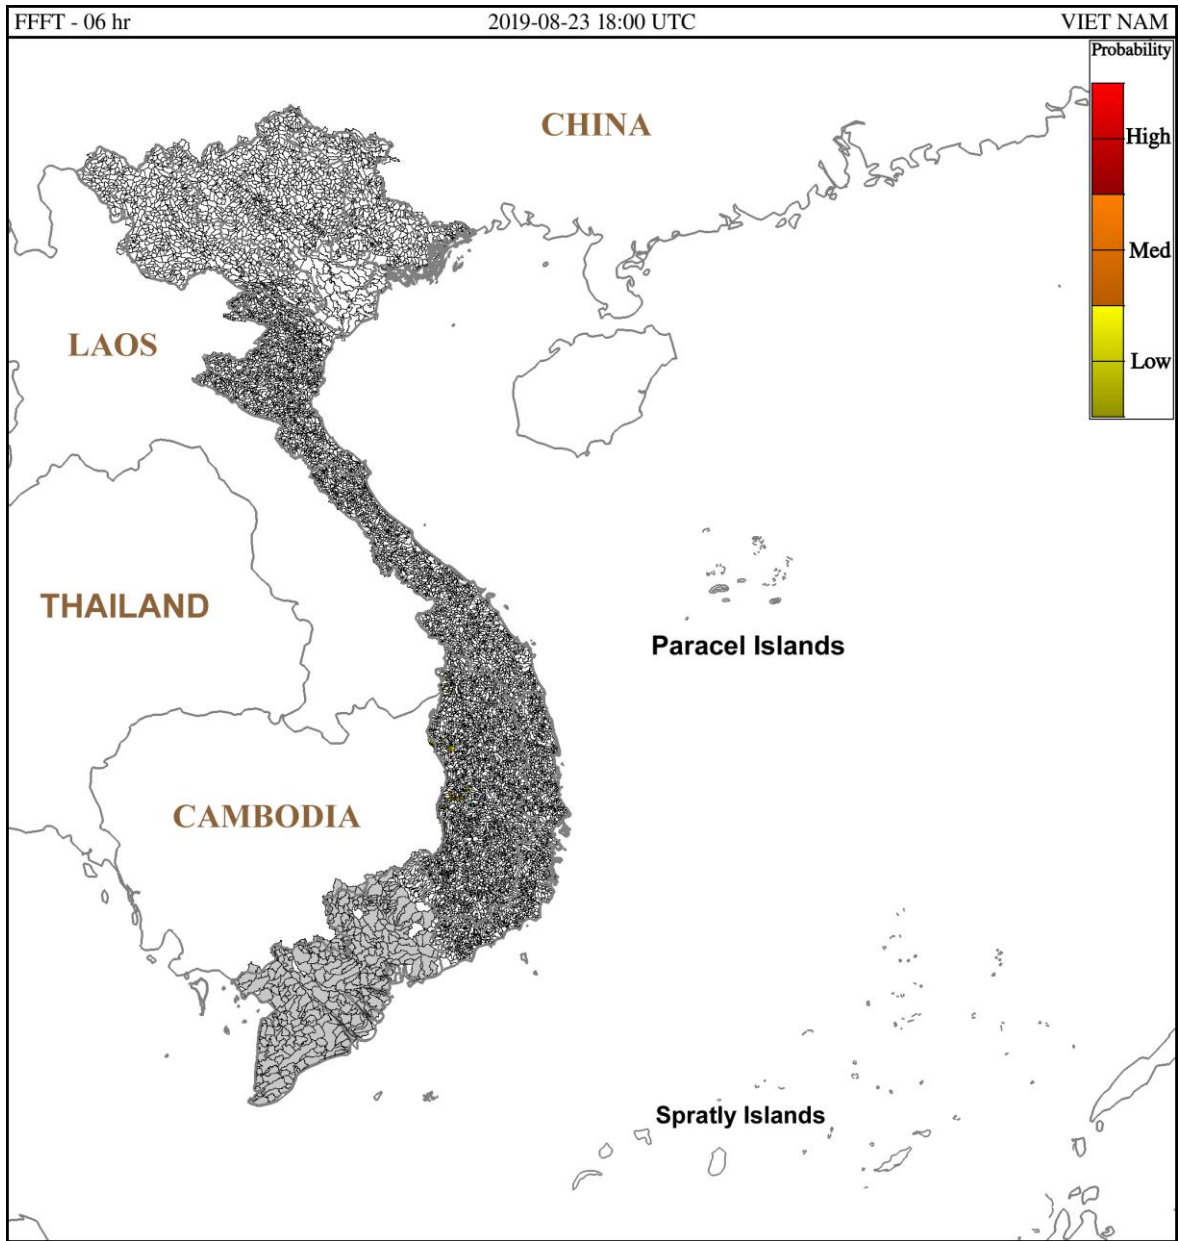 FFFT - 06 hr 2019-08-23 18:00 UTC VIET NAM
Probability
CHINA
High
Med
LAOS
Low
THAILAND
Paracel Islands
CAMBODIA
Spratly Islands